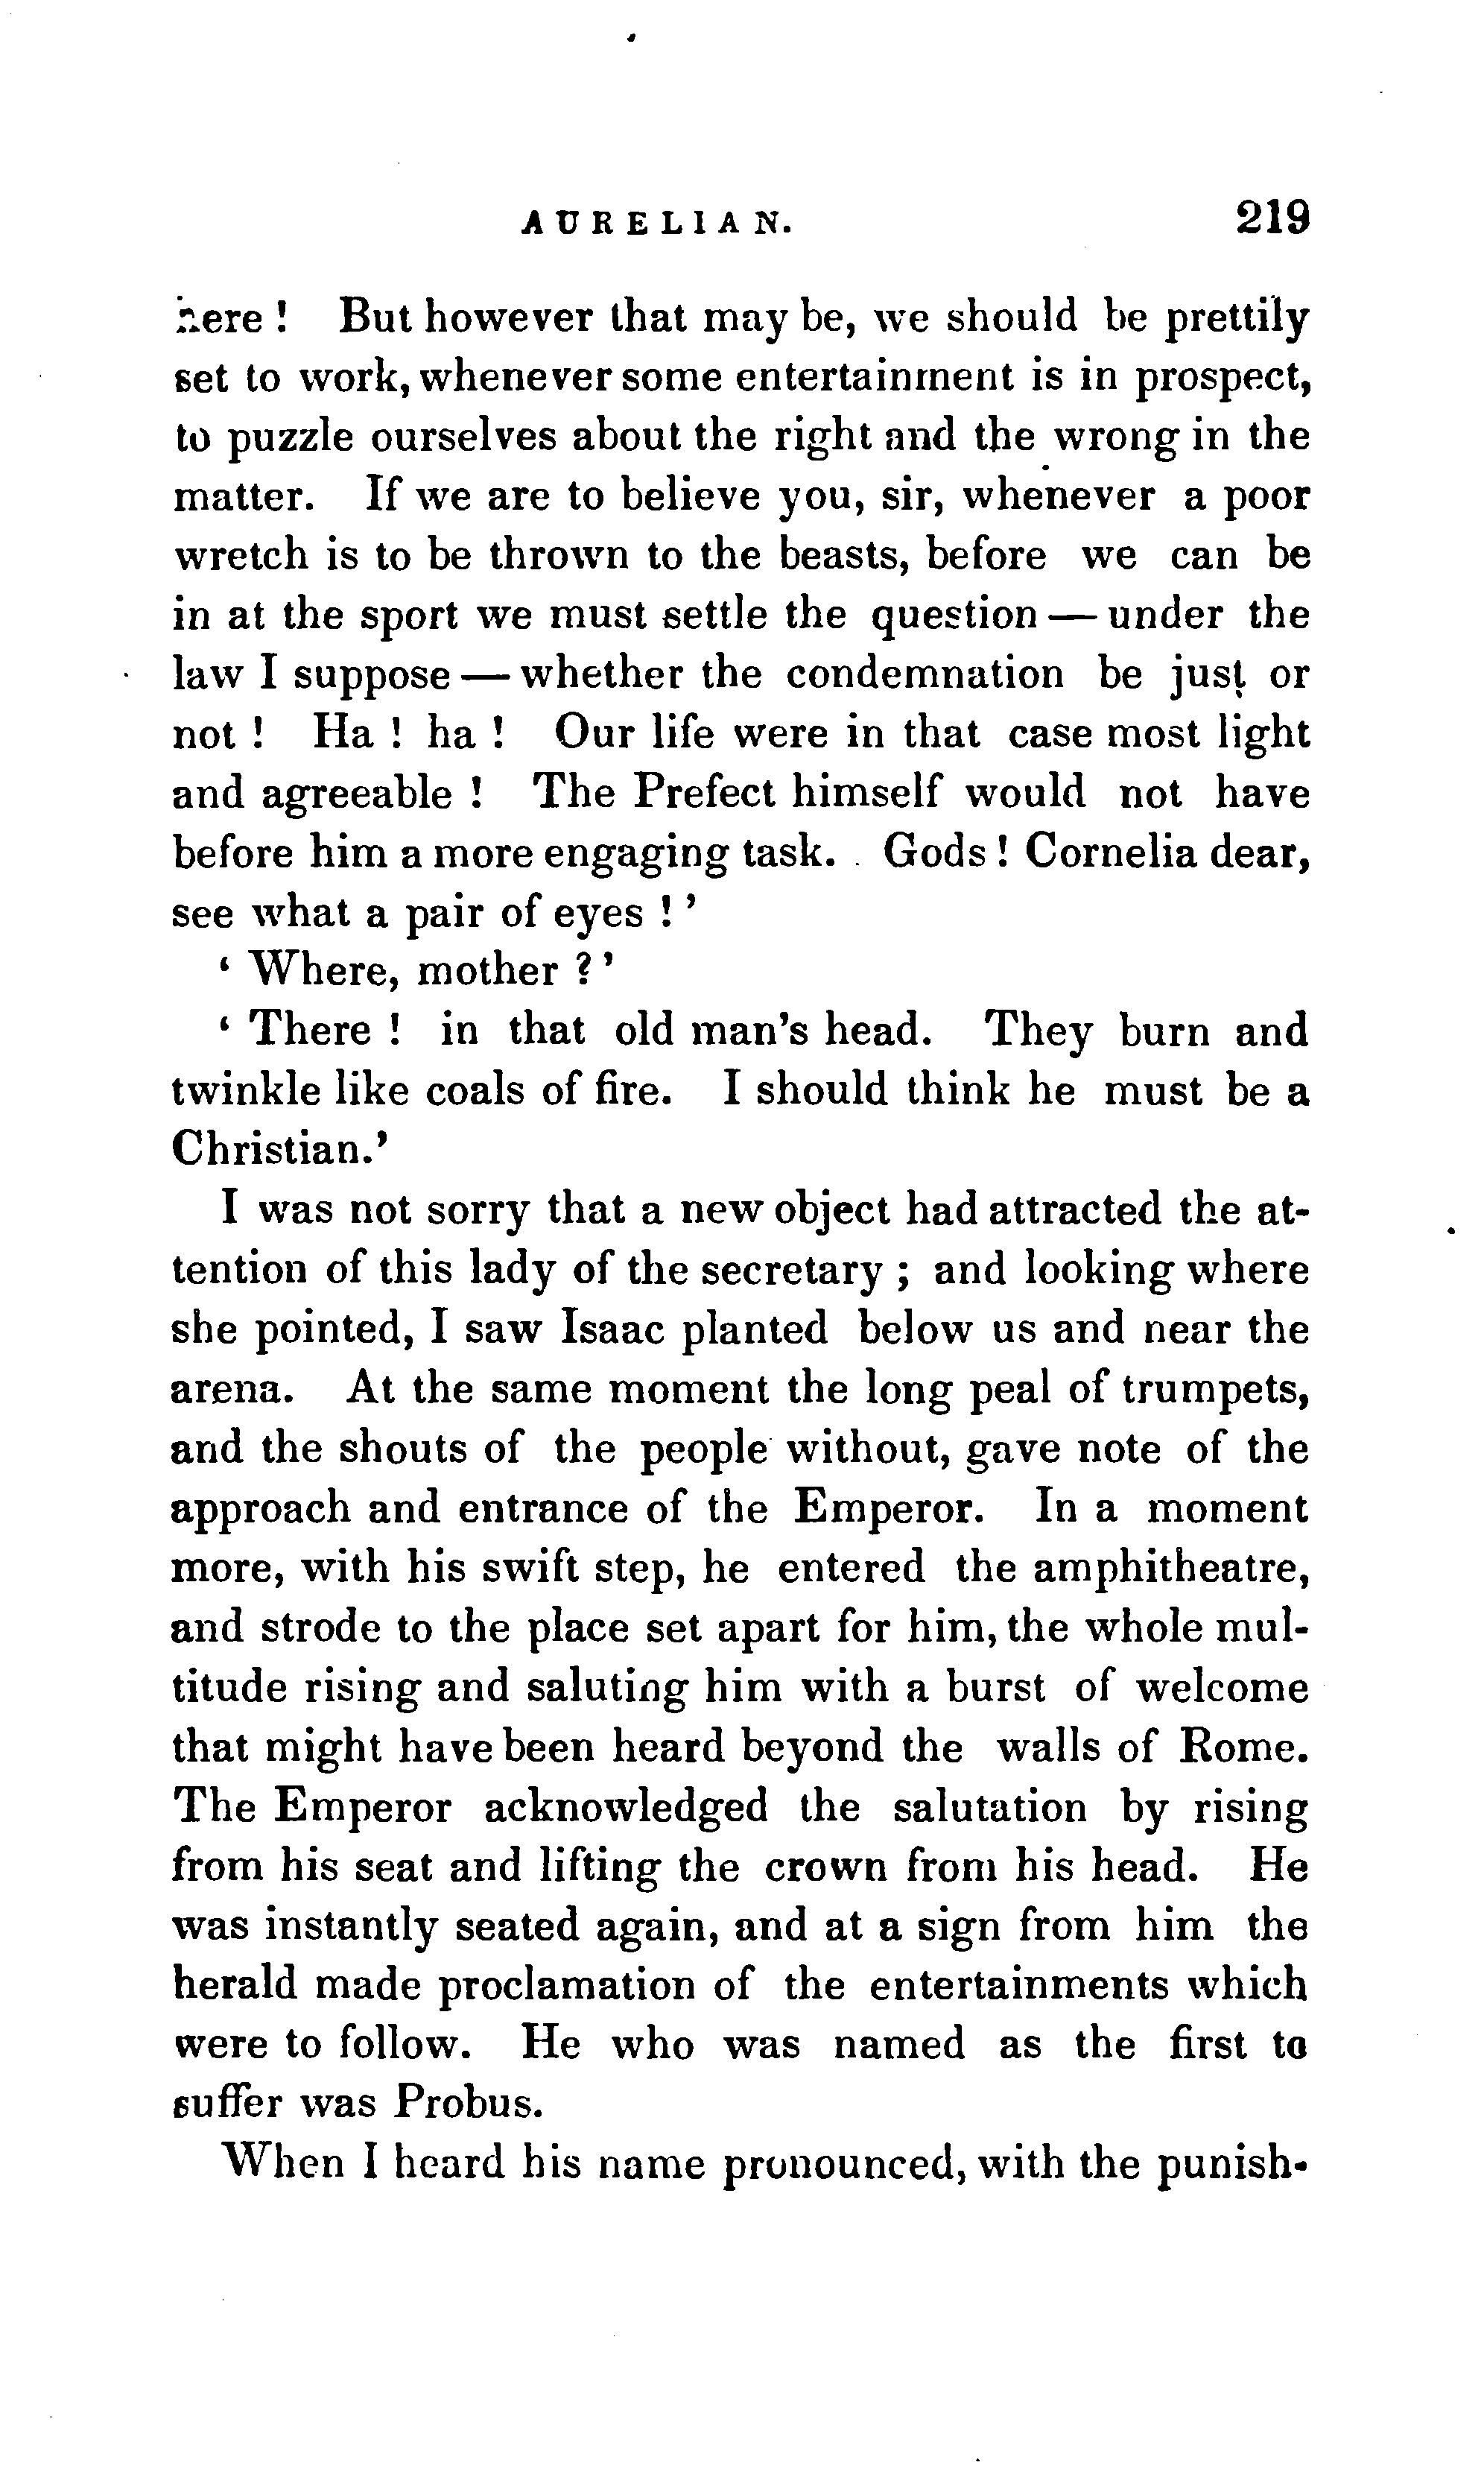 AURELIAN. 219
here ! But however that may be, we should be prettily
set to work, whenever some entertainment is in prospect,
to puzzle ourselves about the right and the wrong in the
matter. If we are to believe you, sir, whenever a poor
wretch is to be thrown to the beasts, before we can be
in at the sport we must settle the question — under the
law I suppose — whether the condemnation be just or
not ! Ha ! ha ! Our life were in that case most light
and agreeable ! The Prefect himself would not have
before him a more engaging task. Gods ! Cornelia dear,
see what a pair of eyes ! ’
‘ Where, mother ? ’
‘ There ! in that old man's head. They burn and
twinkle like coals of fire. I should think he must be a
Christian.’
I was not sorry that a new object had attracted the at-
tention of this lady of the secretary ; and looking where
she pointed, I saw Isaac planted below us and near the
arena. At the same moment the long peal of trumpets,
and the shouts of the people without, gave note of the
approach and entrance of the Emperor. In a moment
more, with his swift step, he entered the amphitheatre,
and strode to the place set apart for him, the whole mul-
titude rising and saluting him with a burst of welcome
that might have been heard beyond the walls of Rome.
The Emperor acknowledged the salutation by rising
from his seat and lifting the crown from his head. He
was instantly seated again, and at a sign from him the
herald made proclamation of the entertainments which
were to follow. He who was named as the first to
suffer was Probus.
When I heard his name pronounced, with the punish-